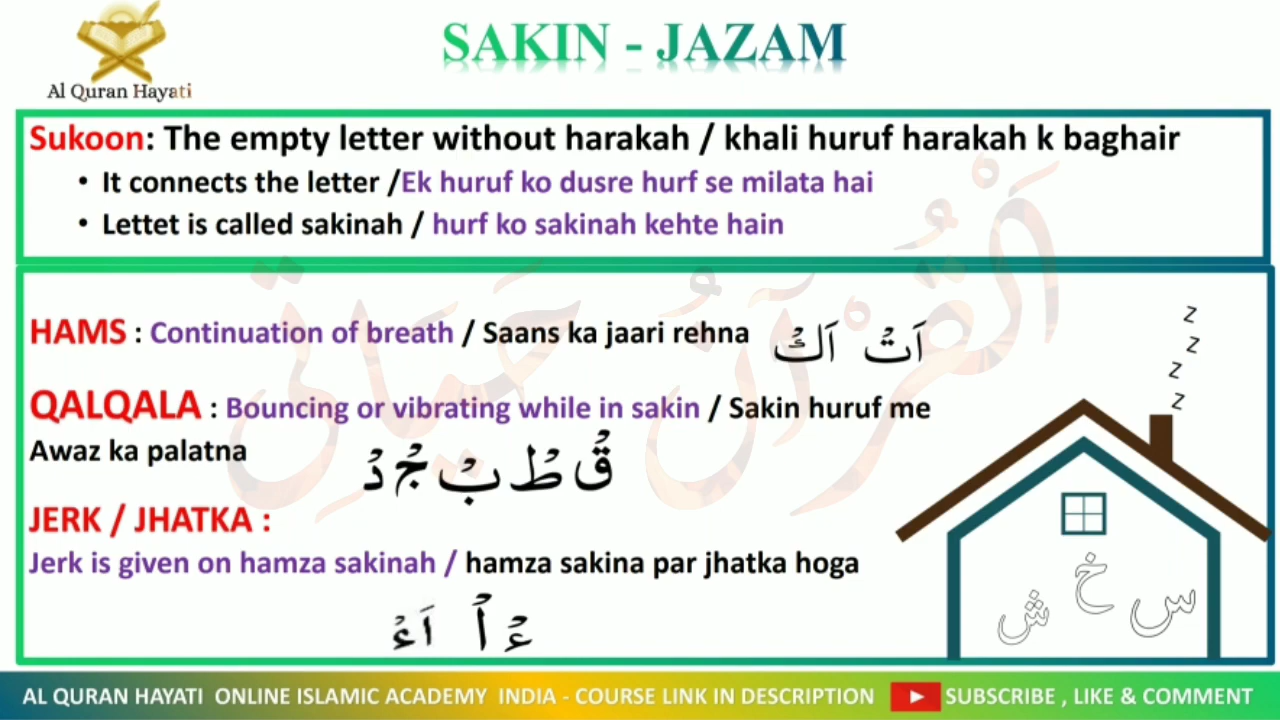 Al Quran Hayati
SAKIN - JAZAM
Sukoon: The empty letter without harakah / khali huruf harakah k baghair
• It connects the letter /Ek huruf ko dusre hurf se milata hai
• Lettet is called sakinah / hurf ko sakinah kehte hain
اَلْقُرْآنُ حَيَاتِي
HAMS : Continuation of breath / Saans ka jaari rehna اَتْ اَكْ
QALQALA : Bouncing or vibrating while in sakin / Sakin huruf me
Awaz ka palatna
قْ طْ بْ جْ دْ
JERK / JHATKA :
Jerk is given on hamza sakinah / hamza sakina par jhatka hoga
ءْ اْ اَءْ
z
z
z
z
س خ ش
AL QURAN HAYATI ONLINE ISLAMIC ACADEMY INDIA - COURSE LINK IN DESCRIPTION SUBSCRIBE , LIKE & COMMENT